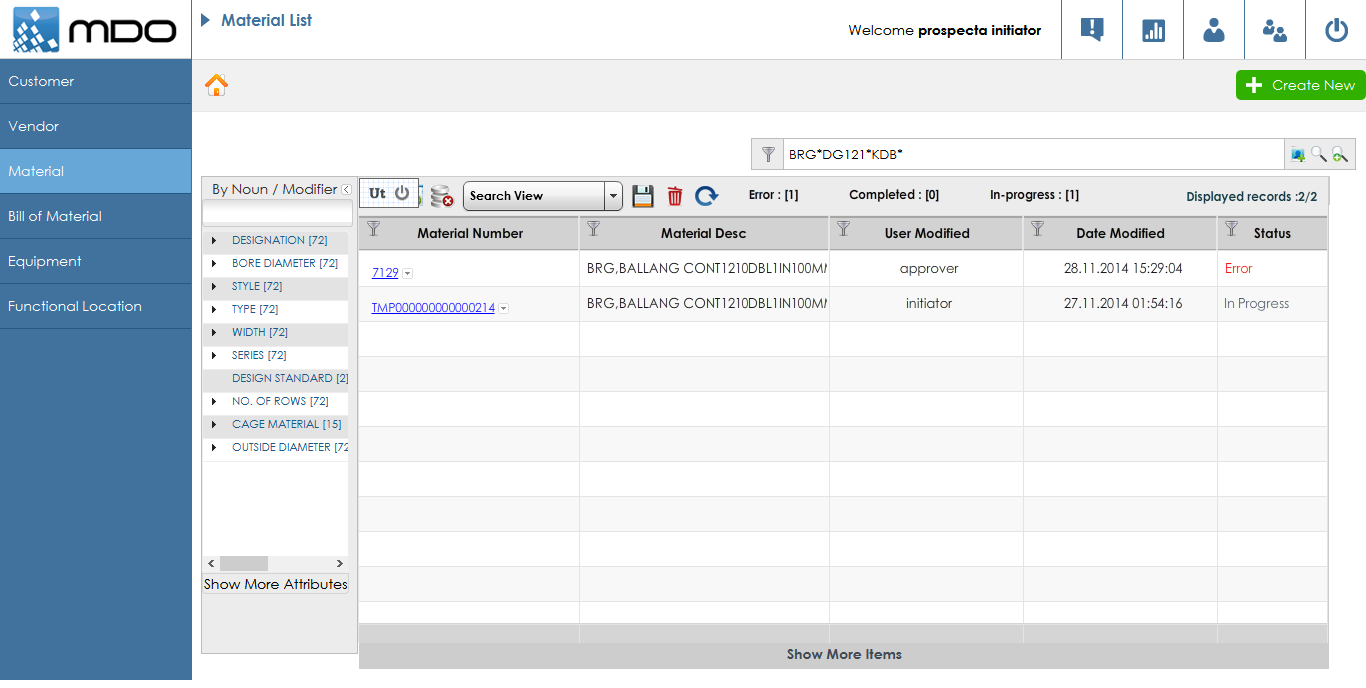 MDO
Material List
Welcome prospecta initiator
Customer
Vendor
Material
Bill of Material
Equipment
Functional Location
Create New
BRG*DG121*KDB*
By Noun / Modifier
DESIGNATION [72]
BORE DIAMETER [72]
STYLE [72]
TYPE [72]
WIDTH [72]
SERIES [72]
DESIGN STANDARD [2]
NO. OF ROWS [72]
CAGE MATERIAL [15]
OUTSIDE DIAMETER [72
Show More Attributes
Ut
Search View
Error : [1] Completed : [0] In-progress : [1] Displayed records :2/2
Material Number Material Desc User Modified Date Modified Status
7129 BRG,BALLANG CONT1210DBL1IN100MM approver 28.11.2014 15:29:04 Error
TMP000000000000214 BRG,BALLANG CONT1210DBL1IN100MM initiator 27.11.2014 01:54:16 In Progress
Show More Items